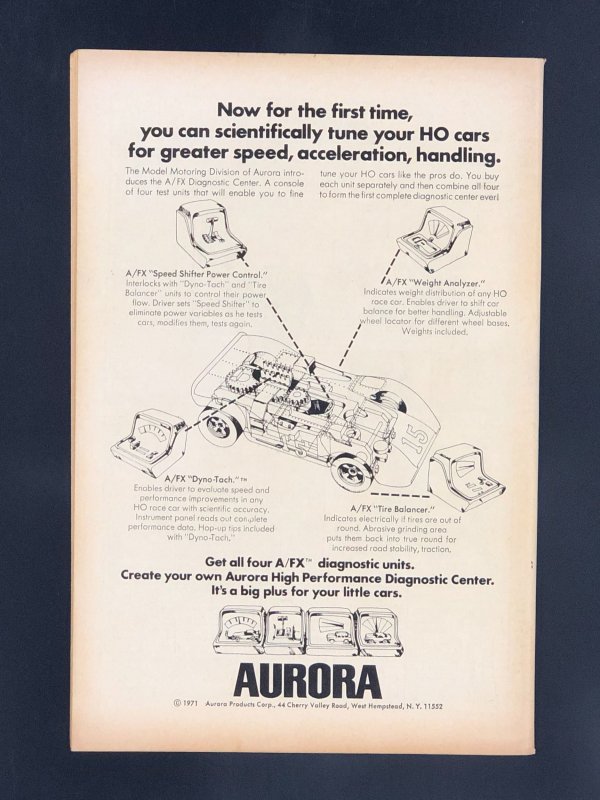 Now for the first time,
you can scientifically tune your HO cars
for greater speed, acceleration, handling.
The Model Motoring Division of Aurora intro-
duces the A/FX Diagnostic Center. A console
of four test units that will enable you to fine
tune your HO cars like the pros do. You buy
each unit separately and then combine all four
to form the first complete diagnostic center ever!
A/FX "Speed Shifter Power Control."
Interlocks with "Dyno-Tach" and "Tire
Balancer" units to control their power
flow. Driver sets "Speed Shifter" to
eliminate power variables as he tests
cars, modifies them, tests again.
A/FX "Weight Analyzer."
Indicates weight distribution of any HO
race car. Enables driver to shift car
balance for better handling. Adjustable
wheel locator for different wheel bases.
Weights included.
15
A/FX "Dyno-Tach."™
Enables driver to evaluate speed and
performance improvements in any
HO race car with scientific accuracy.
Instrument panel reads out complete
performance data. Hop-up tips included
with "Dyno-Tach."
A/FX "Tire Balancer."
Indicates electrically if tires are out of
round. Abrasive grinding area
puts them back into true round for
increased road stability, traction.
Get all four A/FX™ diagnostic units.
Create your own Aurora High Performance Diagnostic Center.
It's a big plus for your little cars.
AURORA
© 1971 Aurora Products Corp., 44 Cherry Valley Road, West Hempstead, N. Y. 11552